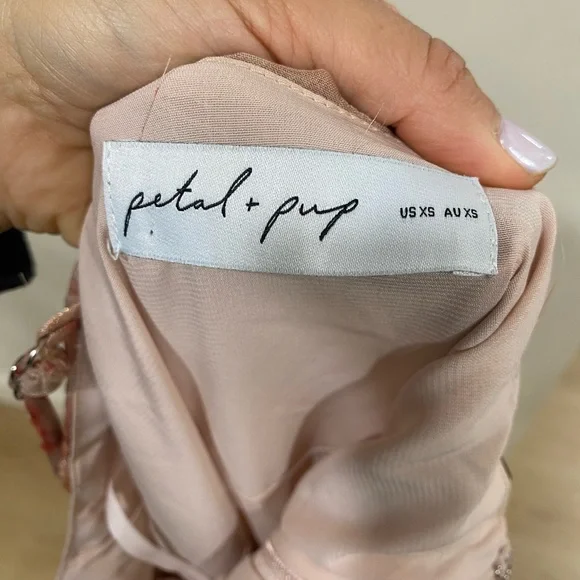 petal + pup US XS AU XS